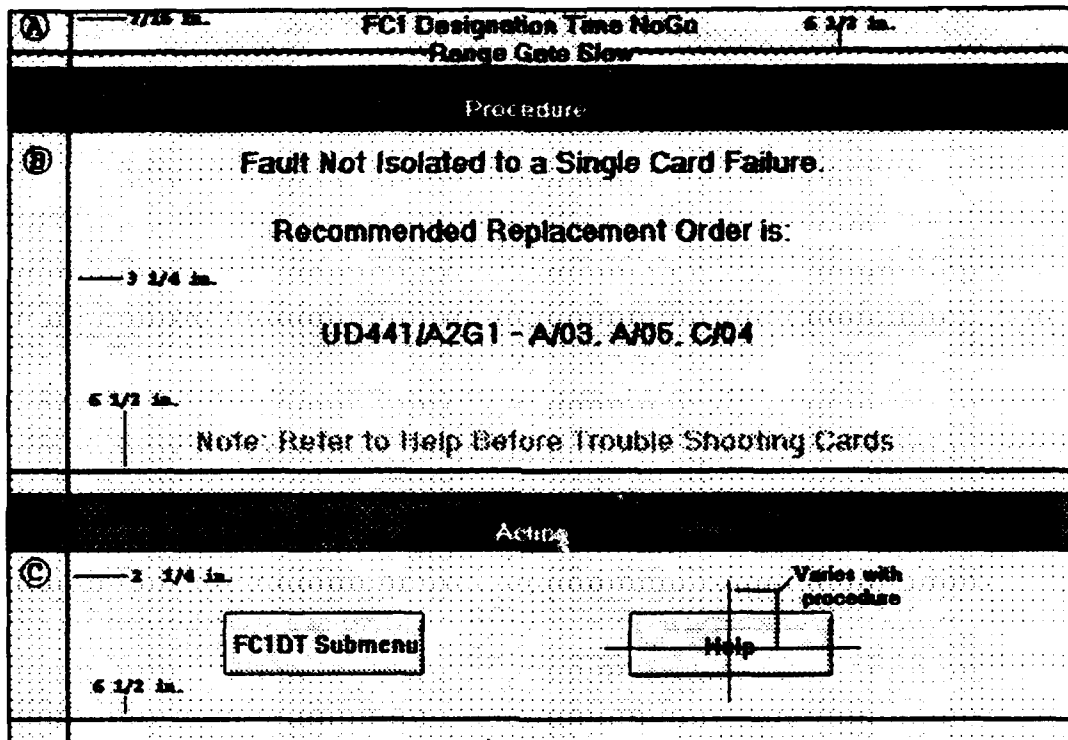 A 7/16 in. FC1 Designation Time NoGo 6 1/2 in.
Range Gate Slew
Procedure
B Fault Not Isolated to a Single Card Failure.
Recommended Replacement Order is:
3 1/4 in.
UD441/A2G1 - A/03, A/05, C/04
6 1/2 in.
Note: Refer to Help Before Trouble Shooting Cards
Action
C 2 1/4 in. Varies with
procedure
FC1DT Submenu Help
6 1/2 in.